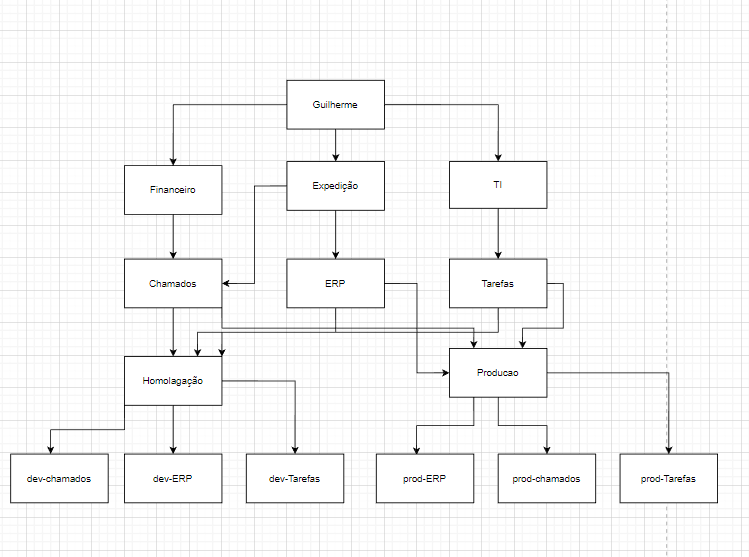 Guilherme
Financeiro
Expedição
TI
Chamados
ERP
Tarefas
Homolagação
Producao
dev-chamados
dev-ERP
dev-Tarefas
prod-ERP
prod-chamados
prod-Tarefas